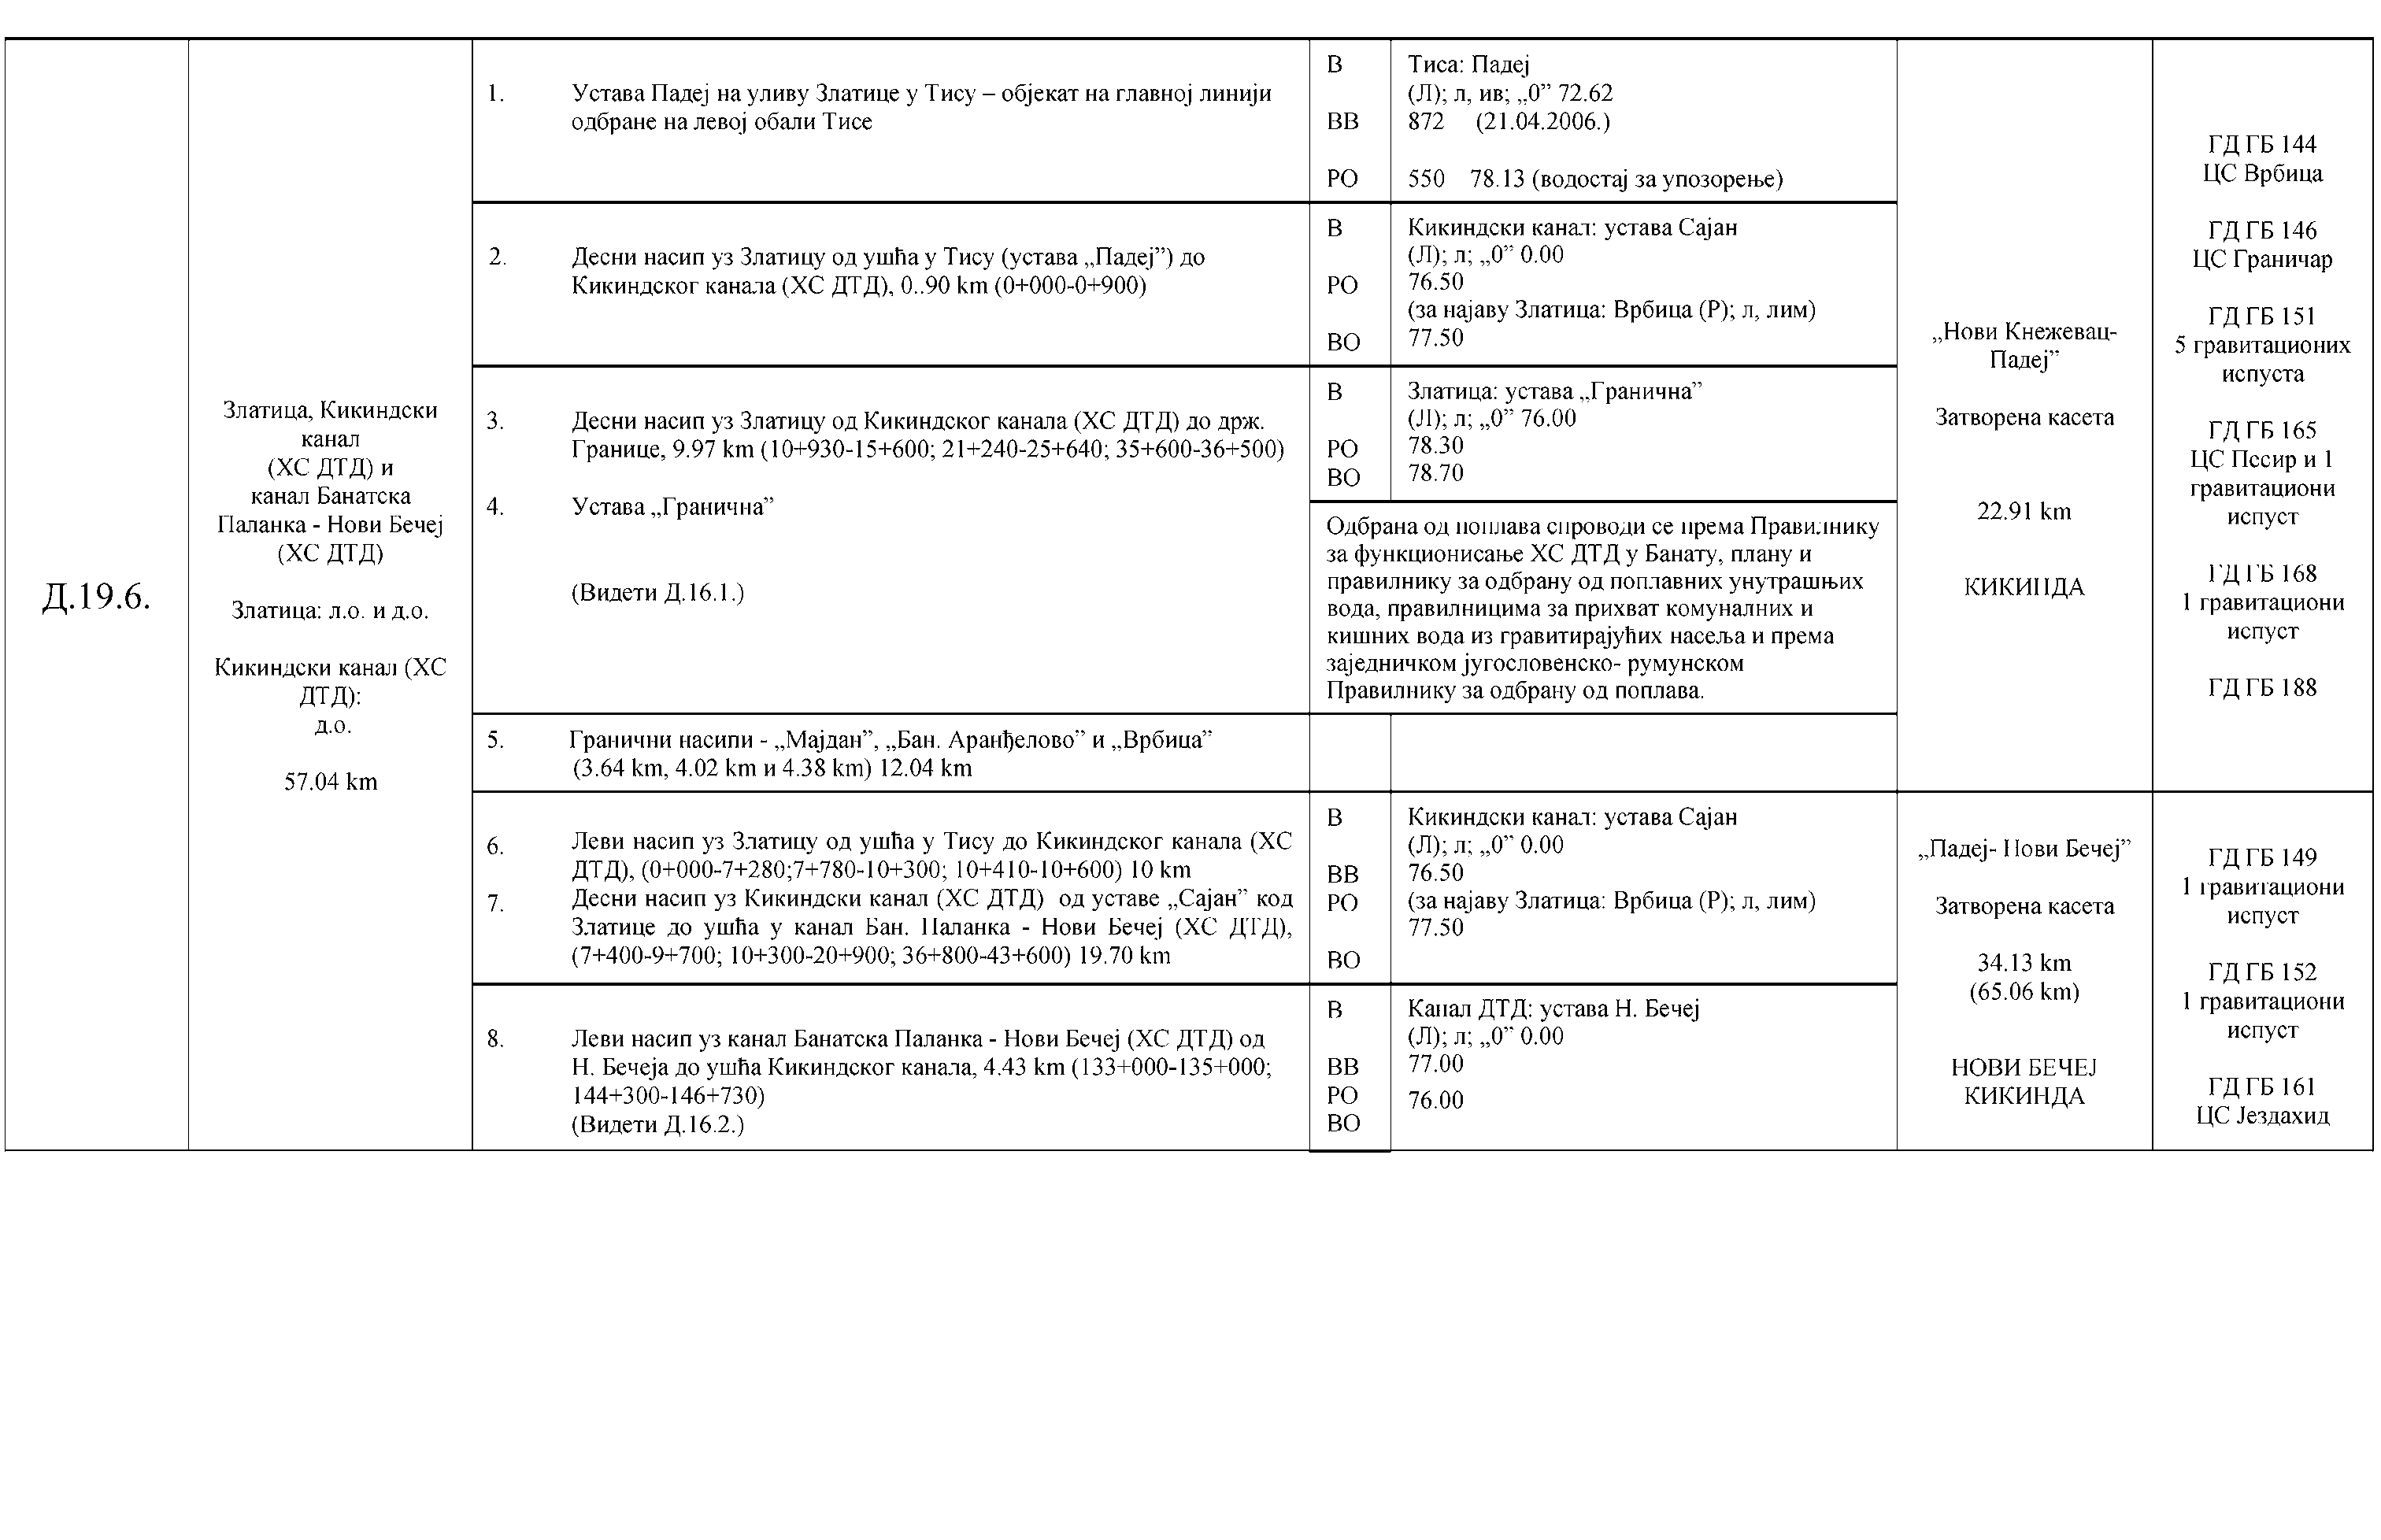 Д.19.6.
Златица, Кикиндски
канал
(ХС ДТД) и
канал Банатска
Паланка - Нови Бечеј
(ХС ДТД)
Златица: л.о. и д.о.
Кикиндски канал (ХС
ДТД):
д.о.
57.04 km
1. Устава Падеј на уливу Златице у Тису – објекат на главној линији
одбране на левој обали Тисе
В Тиса: Падеј
(Л); л, ив; „0” 72.62
ВВ 872 (21.04.2006.)
РО 550 78.13 (водостај за упозорење)
2. Десни насип уз Златицу од ушћа у Тису (устава „Падеј”) до
Кикиндског канала (ХС ДТД), 0..90 km (0+000-0+900)
В Кикиндски канал: устава Сајан
(Л); л; „0” 0.00
РО 76.50
(за најаву Златица: Врбица (Р); л, лим)
ВО 77.50
3. Десни насип уз Златицу од Кикиндског канала (ХС ДТД) до држ.
Границе, 9.97 km (10+930-15+600; 21+240-25+640; 35+600-36+500)
4. Устава „Гранична”
(Видети Д.16.1.)
В Златица: устава „Гранична”
(Л); л; „0” 76.00
РО 78.30
ВО 78.70
Одбрана од поплава спроводи се према Правилнику
за функционисање ХС ДТД у Банату, плану и
правилнику за одбрану од поплавних унутрашњих
вода, правилницима за прихват комуналних и
кишних вода из гравитирајућих насеља и према
заједничком југословенско- румунском
Правилнику за одбрану од поплава.
5. Гранични насипи - „Мајдан”, „Бан. Аранђелово” и „Врбица”
(3.64 km, 4.02 km и 4.38 km) 12.04 km
„Нови Кнежевац-
Падеј”
Затворена касета
22.91 km
КИКИНДА
ГД ГБ 144
ЦС Врбица
ГД ГБ 146
ЦС Граничар
ГД ГБ 151
5 гравитационих
испуста
ГД ГБ 165
ЦС Песир и 1
гравитациони
испуст
ГД ГБ 168
1 гравитациони
испуст
ГД ГБ 188
6. Леви насип уз Златицу од ушћа у Тису до Кикиндског канала (ХС
ДТД), (0+000-7+280;7+780-10+300; 10+410-10+600) 10 km
7. Десни насип уз Кикиндски канал (ХС ДТД) од уставе „Сајан” код
Златице до ушћа у канал Бан. Паланка - Нови Бечеј (ХС ДТД),
(7+400-9+700; 10+300-20+900; 36+800-43+600) 19.70 km
В Кикиндски канал: устава Сајан
(Л); л; „0” 0.00
ВВ 76.50
РО (за најаву Златица: Врбица (Р); л, лим)
77.50
ВО
8. Леви насип уз канал Банатска Паланка - Нови Бечеј (ХС ДТД) од
Н. Бечеја до ушћа Кикиндског канала, 4.43 km (133+000-135+000;
144+300-146+730)
(Видети Д.16.2.)
В Канал ДТД: устава Н. Бечеј
(Л); л; „0” 0.00
ВВ 77.00
РО 76.00
ВО
„Падеј- Нови Бечеј”
Затворена касета
34.13 km
(65.06 km)
НОВИ БЕЧЕЈ
КИКИНДА
ГД ГБ 149
1 гравитациони
испуст
ГД ГБ 152
1 гравитациони
испуст
ГД ГБ 161
ЦС Јездахид